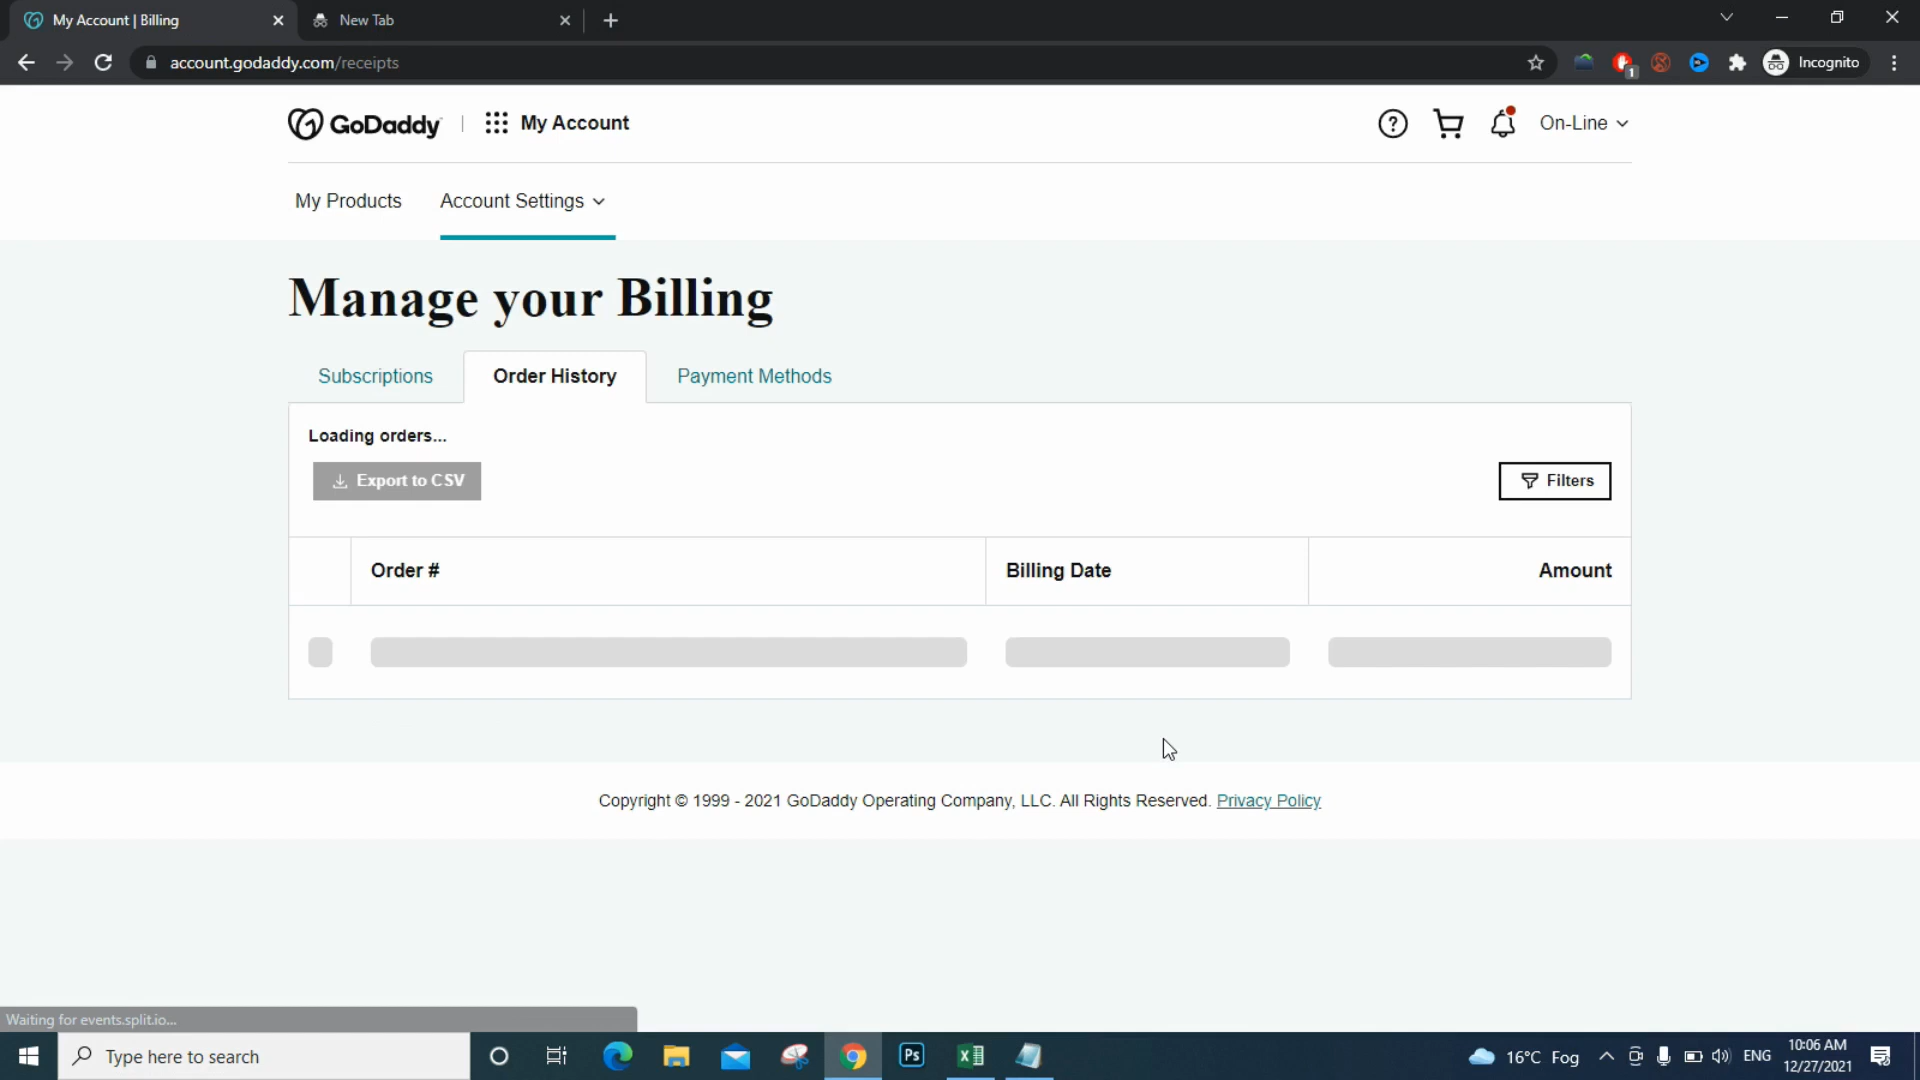 My Account | Billing
New Tab
account.godaddy.com/receipts
1
Incognito
GoDaddy
My Account
?
On-Line
My Products
Account Settings
Manage your Billing
Subscriptions
Order History
Payment Methods
Loading orders...
Export to CSV
Filters
Order #
Billing Date
Amount
Copyright © 1999 - 2021 GoDaddy Operating Company, LLC. All Rights Reserved. Privacy Policy
Waiting for events.split.io...
Type here to search
Ps
16°C Fog
ENG
10:06 AM
12/27/2021